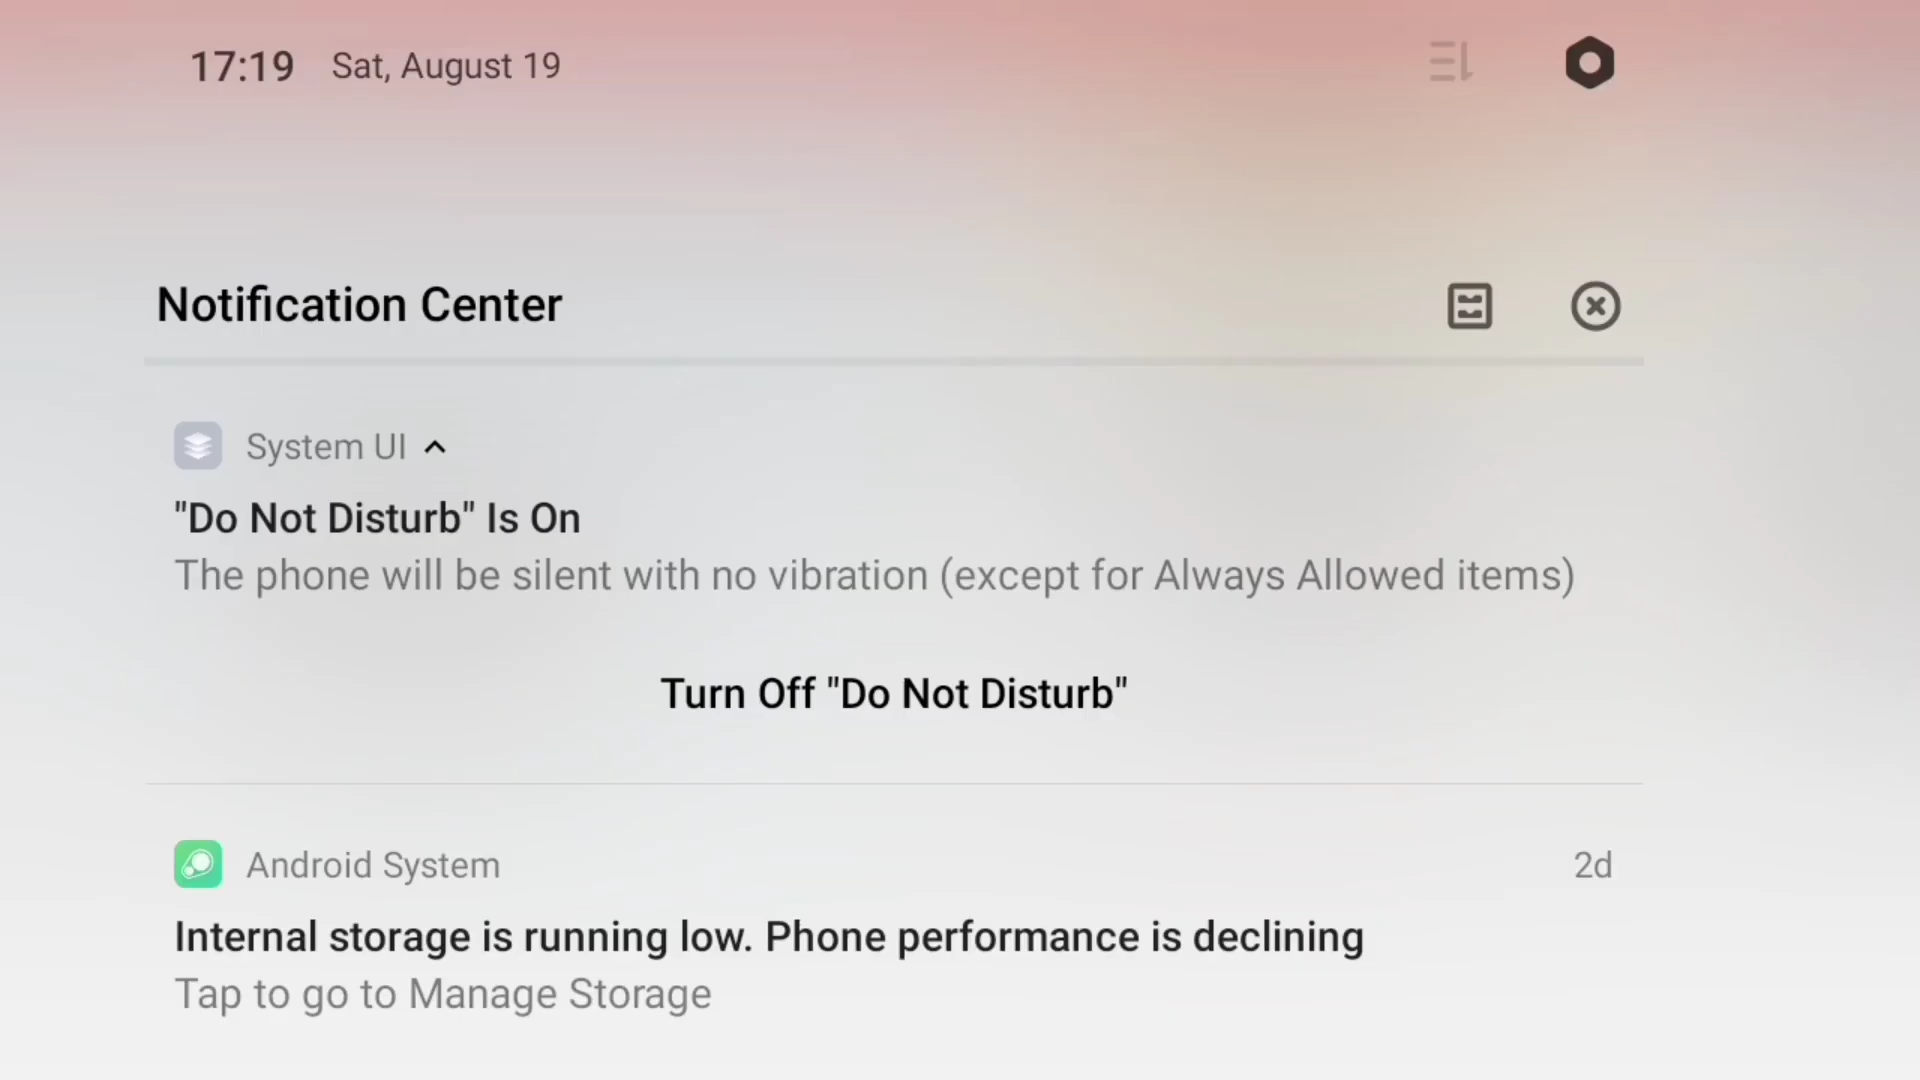 17:19 Sat, August 19
Notification Center
System UI
"Do Not Disturb" Is On
The phone will be silent with no vibration (except for Always Allowed items)
Turn Off "Do Not Disturb"
Android System 2d
Internal storage is running low. Phone performance is declining
Tap to go to Manage Storage